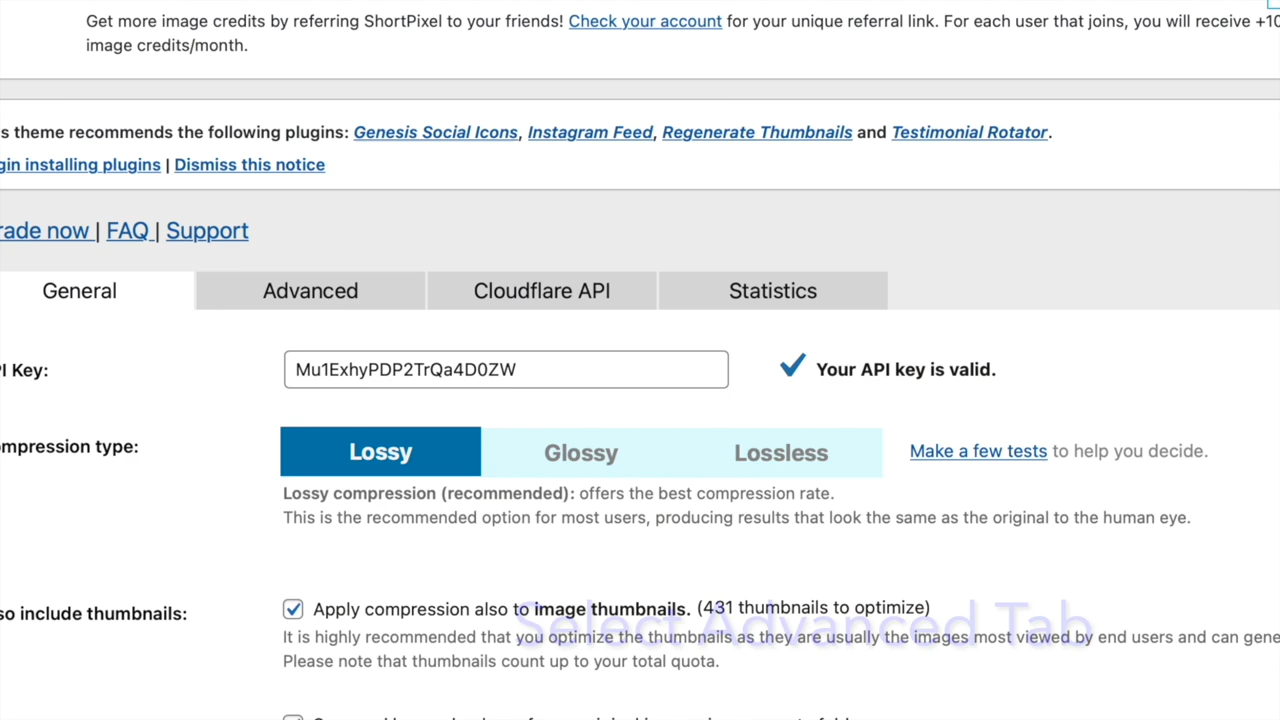 Get more image credits by referring ShortPixel to your friends! Check your account for your unique referral link. For each user that joins, you will receive +10
image credits/month.
s theme recommends the following plugins: Genesis Social Icons, Instagram Feed, Regenerate Thumbnails and Testimonial Rotator.
gin installing plugins | Dismiss this notice
rade now | FAQ | Support
General Advanced Cloudflare API Statistics
I Key: Mu1ExhyPDP2TrQa4D0ZW Your API key is valid.
mpression type: Lossy Glossy Lossless Make a few tests to help you decide.
Lossy compression (recommended): offers the best compression rate.
This is the recommended option for most users, producing results that look the same as the original to the human eye.
so include thumbnails: Apply compression also to image thumbnails. (431 thumbnails to optimize)
Select Advanced Tab
It is highly recommended that you optimize the thumbnails as they are usually the images most viewed by end users and can gene
Please note that thumbnails count up to your total quota.